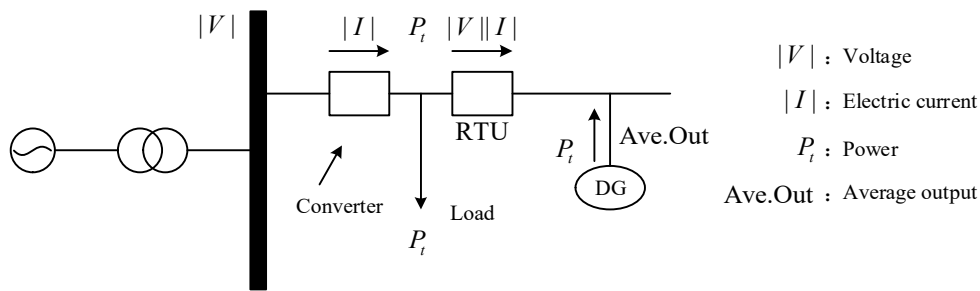 |V|
|I| P_t |V||I|
RTU
Converter
Load
P_t
P_t
Ave.Out
DG
|V| : Voltage
|I| : Electric current
P_t : Power
Ave.Out : Average output